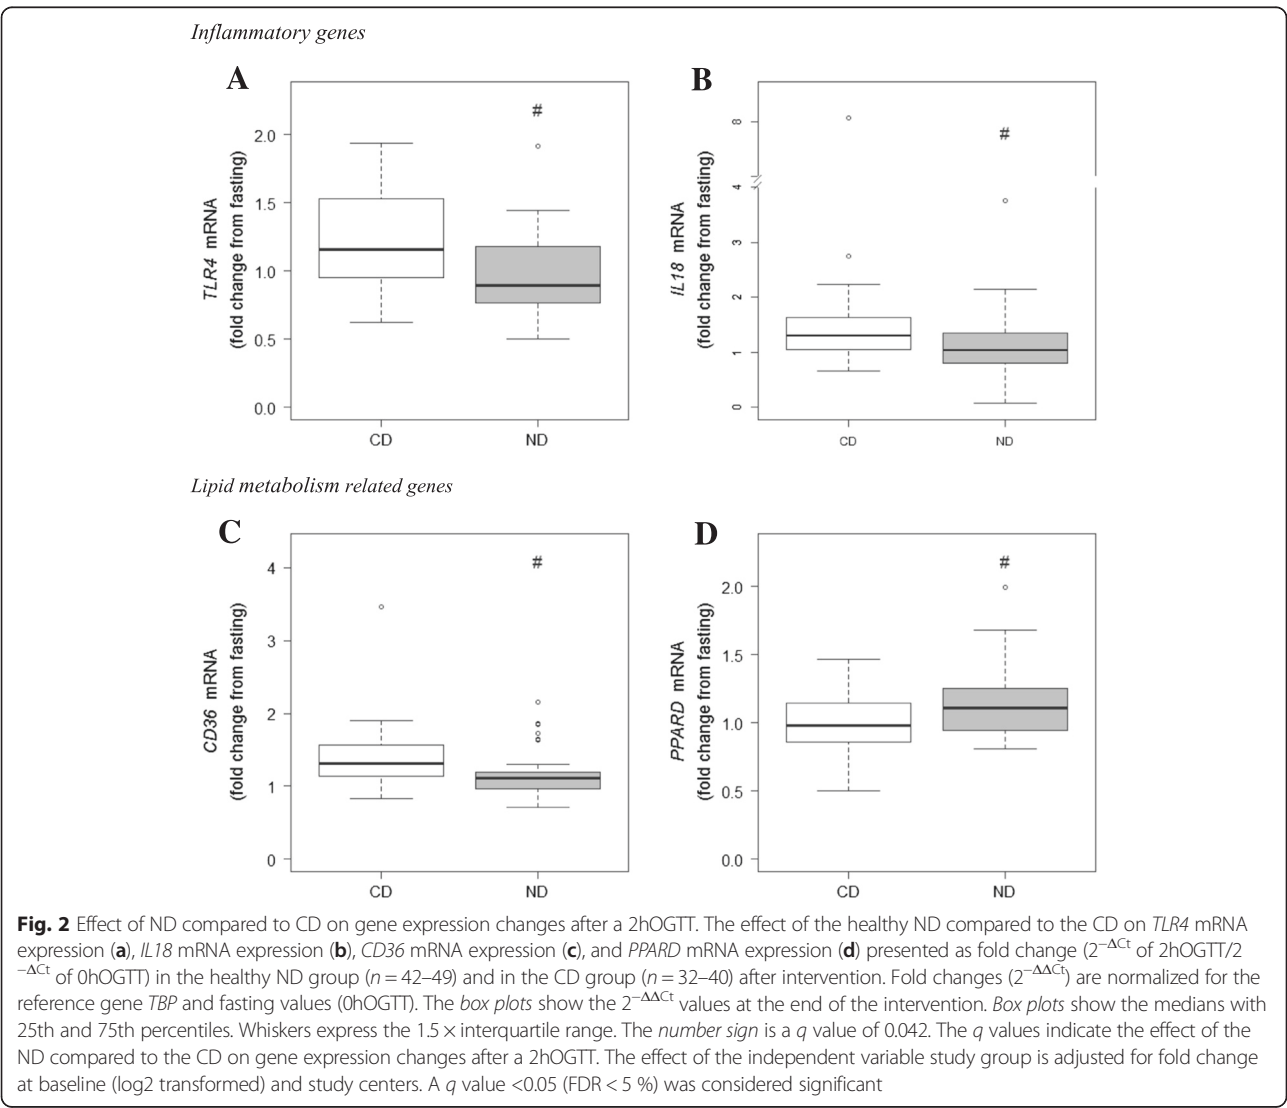 Inflammatory genes
A
B
#
#
2.0
1.5
1.0
0.5
0.0
TLR4 mRNA
(fold change from fasting)
CD
ND
8
4
3
2
1
0
IL18 mRNA
(fold change from fasting)
CD
ND
Lipid metabolism related genes
C
D
#
#
4
3
2
1
0
CD36 mRNA
(fold change from fasting)
CD
ND
2.0
1.5
1.0
0.5
0.0
PPARD mRNA
(fold change from fasting)
CD
ND
Fig. 2 Effect of ND compared to CD on gene expression changes after a 2hOGTT. The effect of the healthy ND compared to the CD on TLR4 mRNA
expression (a), IL18 mRNA expression (b), CD36 mRNA expression (c), and PPARD mRNA expression (d) presented as fold change (2−ΔCt of 2hOGTT/2
−ΔCt of 0hOGTT) in the healthy ND group (n = 42–49) and in the CD group (n = 32–40) after intervention. Fold changes (2−ΔΔCt) are normalized for the
reference gene TBP and fasting values (0hOGTT). The box plots show the 2−ΔΔCt values at the end of the intervention. Box plots show the medians with
25th and 75th percentiles. Whiskers express the 1.5 × interquartile range. The number sign is a q value of 0.042. The q values indicate the effect of the
ND compared to the CD on gene expression changes after a 2hOGTT. The effect of the independent variable study group is adjusted for fold change
at baseline (log2 transformed) and study centers. A q value <0.05 (FDR < 5 %) was considered significant